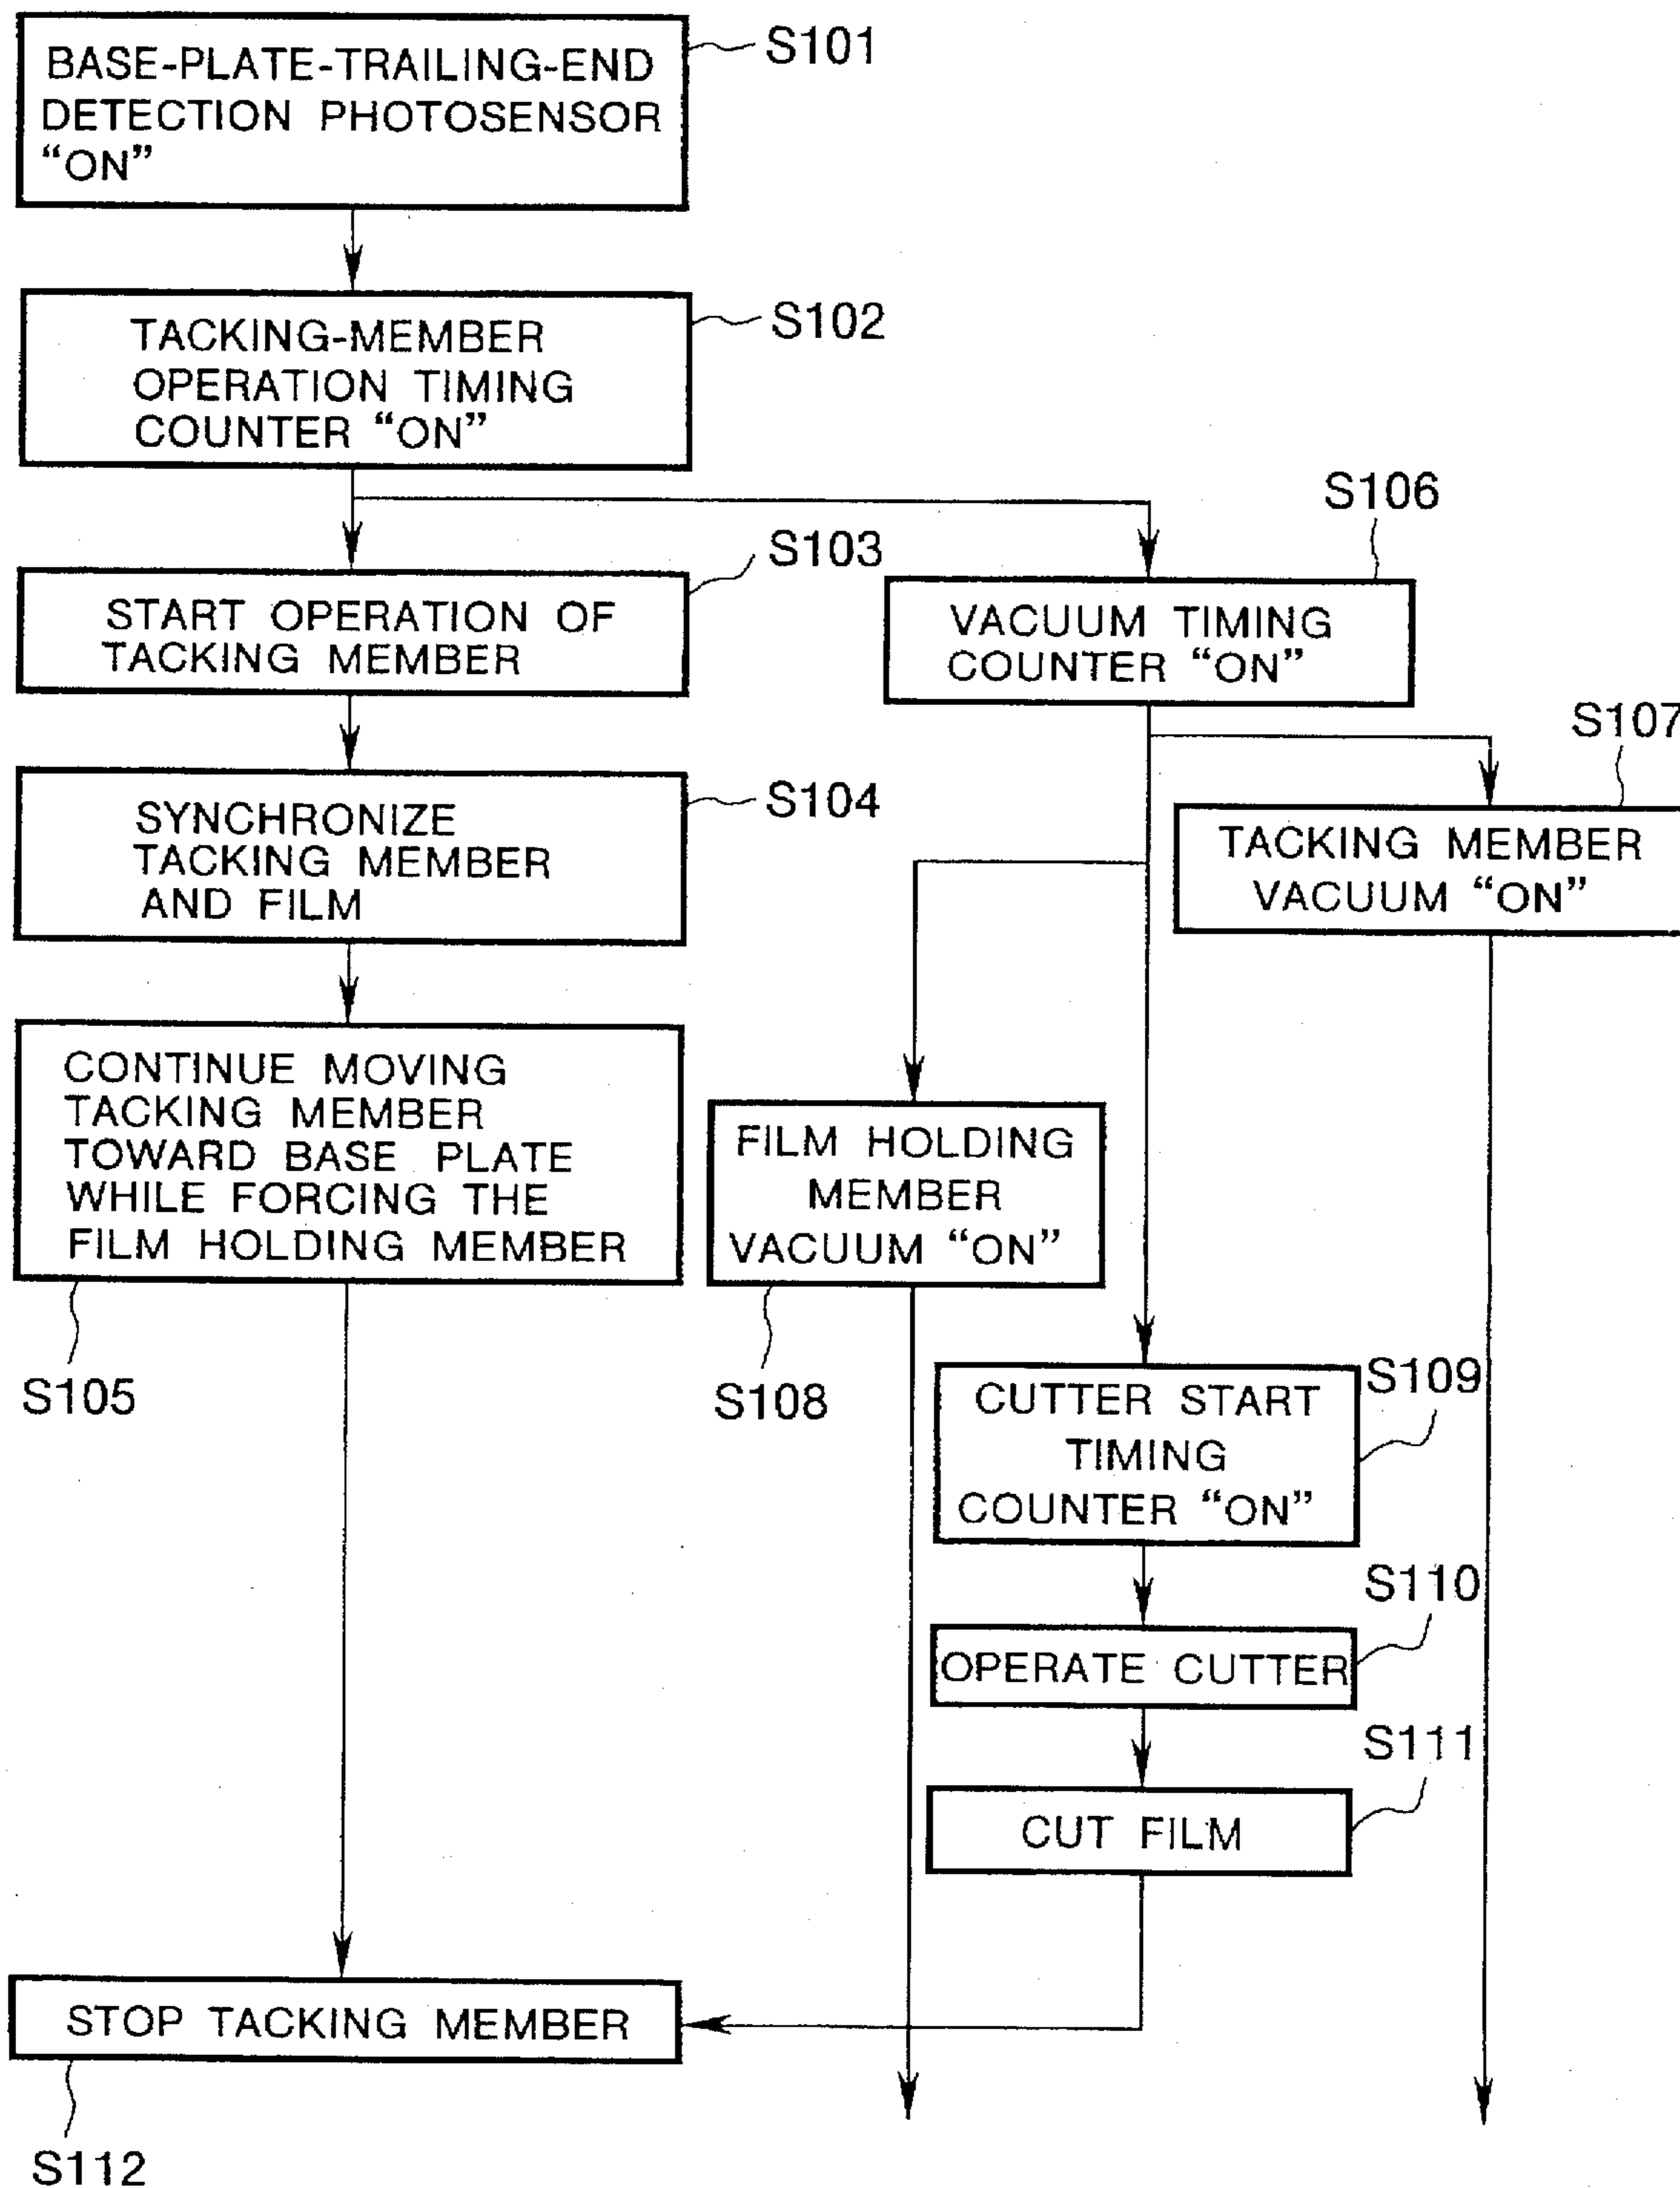 BASE-PLATE-TRAILING-END
DETECTION PHOTOSENSOR
“ON”
S101
TACKING-MEMBER
OPERATION TIMING
COUNTER “ON”
S102
START OPERATION OF
TACKING MEMBER
S103
SYNCHRONIZE
TACKING MEMBER
AND FILM
S104
CONTINUE MOVING
TACKING MEMBER
TOWARD BASE PLATE
WHILE FORCING THE
FILM HOLDING MEMBER
S105
S106
VACUUM TIMING
COUNTER “ON”
S107
TACKING MEMBER
VACUUM “ON”
FILM HOLDING
MEMBER
VACUUM “ON”
S108
S109
CUTTER START
TIMING
COUNTER “ON”
S110
OPERATE CUTTER
S111
CUT FILM
STOP TACKING MEMBER
S112